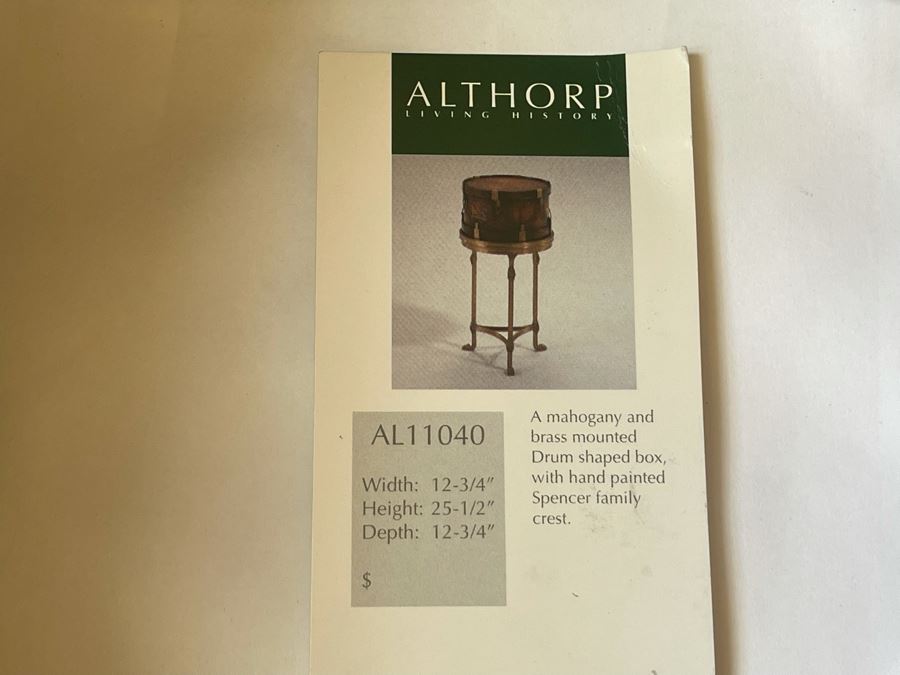 ALTHORP
LIVING HISTORY
AL11040
Width: 12-3/4"
Height: 25-1/2"
Depth: 12-3/4"
$
A mahogany and
brass mounted
Drum shaped box,
with hand painted
Spencer family
crest.